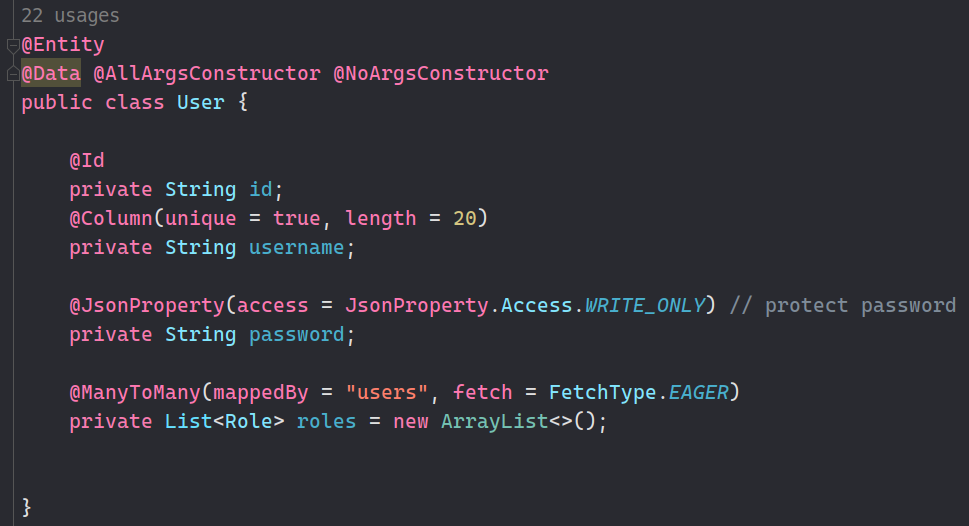 22 usages
@Entity
@Data @AllArgsConstructor @NoArgsConstructor
public class User {
@Id
private String id;
@Column(unique = true, length = 20)
private String username;
@JsonProperty(access = JsonProperty.Access.WRITE_ONLY) // protect password
private String password;
@ManyToMany(mappedBy = "users", fetch = FetchType.EAGER)
private List<Role> roles = new ArrayList<>();
}